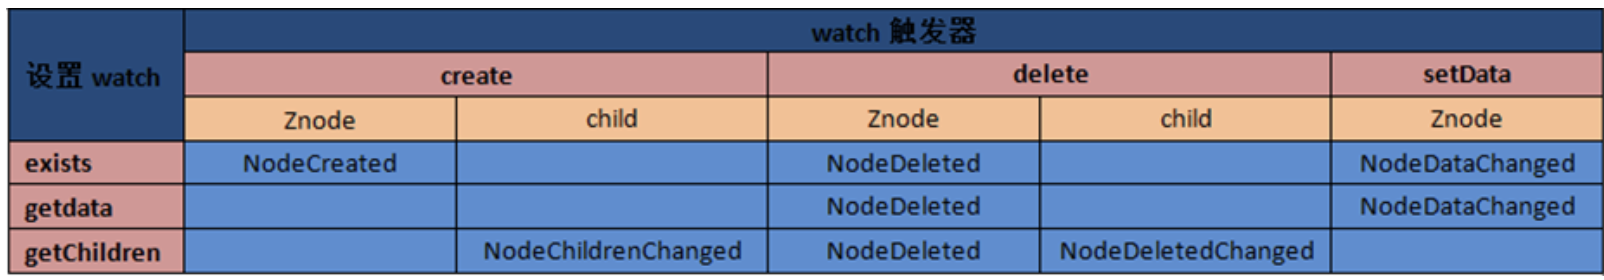 watch 触发器
设置 watch
create delete setData
Znode child Znode child Znode
exists NodeCreated NodeDeleted NodeDataChanged
getdata NodeDeleted NodeDataChanged
getChildren NodeChildrenChanged NodeDeleted NodeDeletedChanged